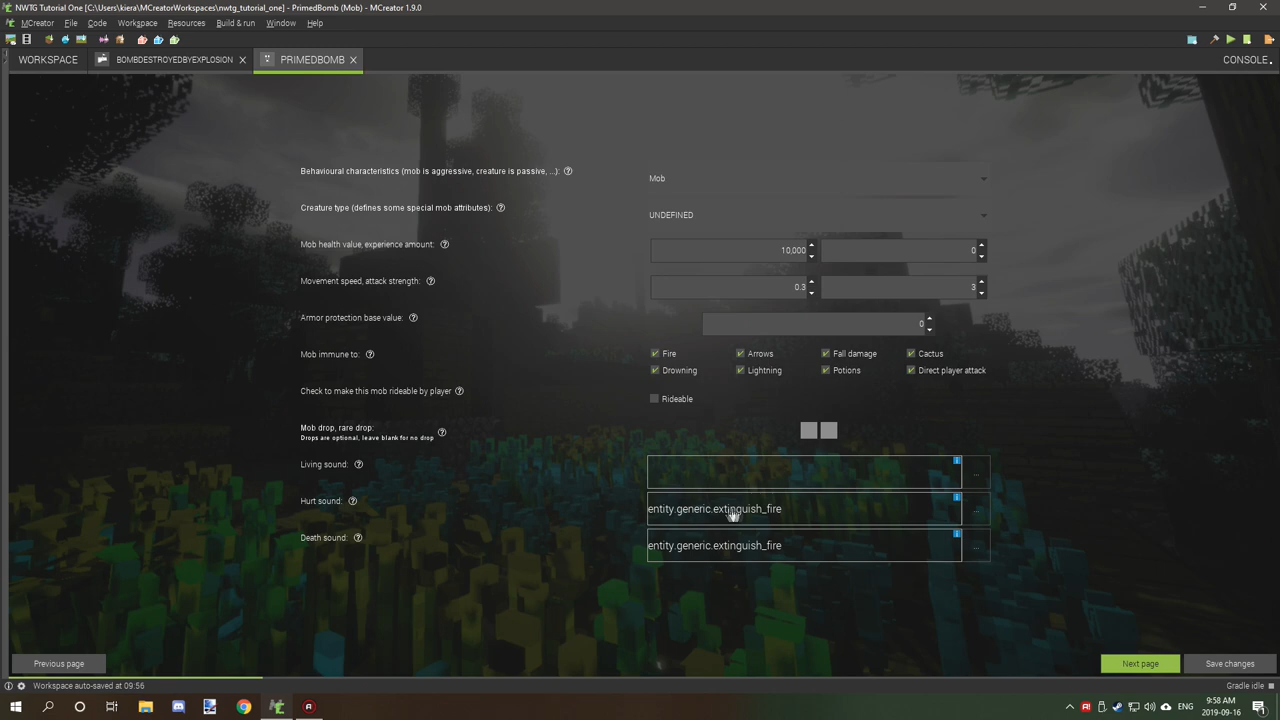 NWTG Tutorial One [C:\Users\kiera\MCreatorWorkspaces\nwtg_tutorial_one] - PrimedBomb (Mob) - MCreator 1.9.0
MCreator File Code Workspace Resources Build & run Window Help
WORKSPACE BOMBDESTROYEDBYEXPLOSION PRIMEDBOMB CONSOLE
Behavioural characteristics (mob is aggressive, creature is passive, ...):
Mob
Creature type (defines some special mob attributes):
UNDEFINED
Mob health value, experience amount:
10,000 0
Movement speed, attack strength:
0.3 3
Armor protection base value:
0
Mob immune to:
Fire Arrows Fall damage Cactus
Drowning Lightning Potions Direct player attack
Check to make this mob rideable by player
Rideable
Mob drop, rare drop:
Drops are optional, leave blank for no drop
Living sound:
...
Hurt sound:
entity.generic.extinguish_fire ...
Death sound:
entity.generic.extinguish_fire ...
Previous page Next page Save changes
Workspace auto-saved at 09:56 Gradle idle
ENG 9:58 AM
2019-09-16